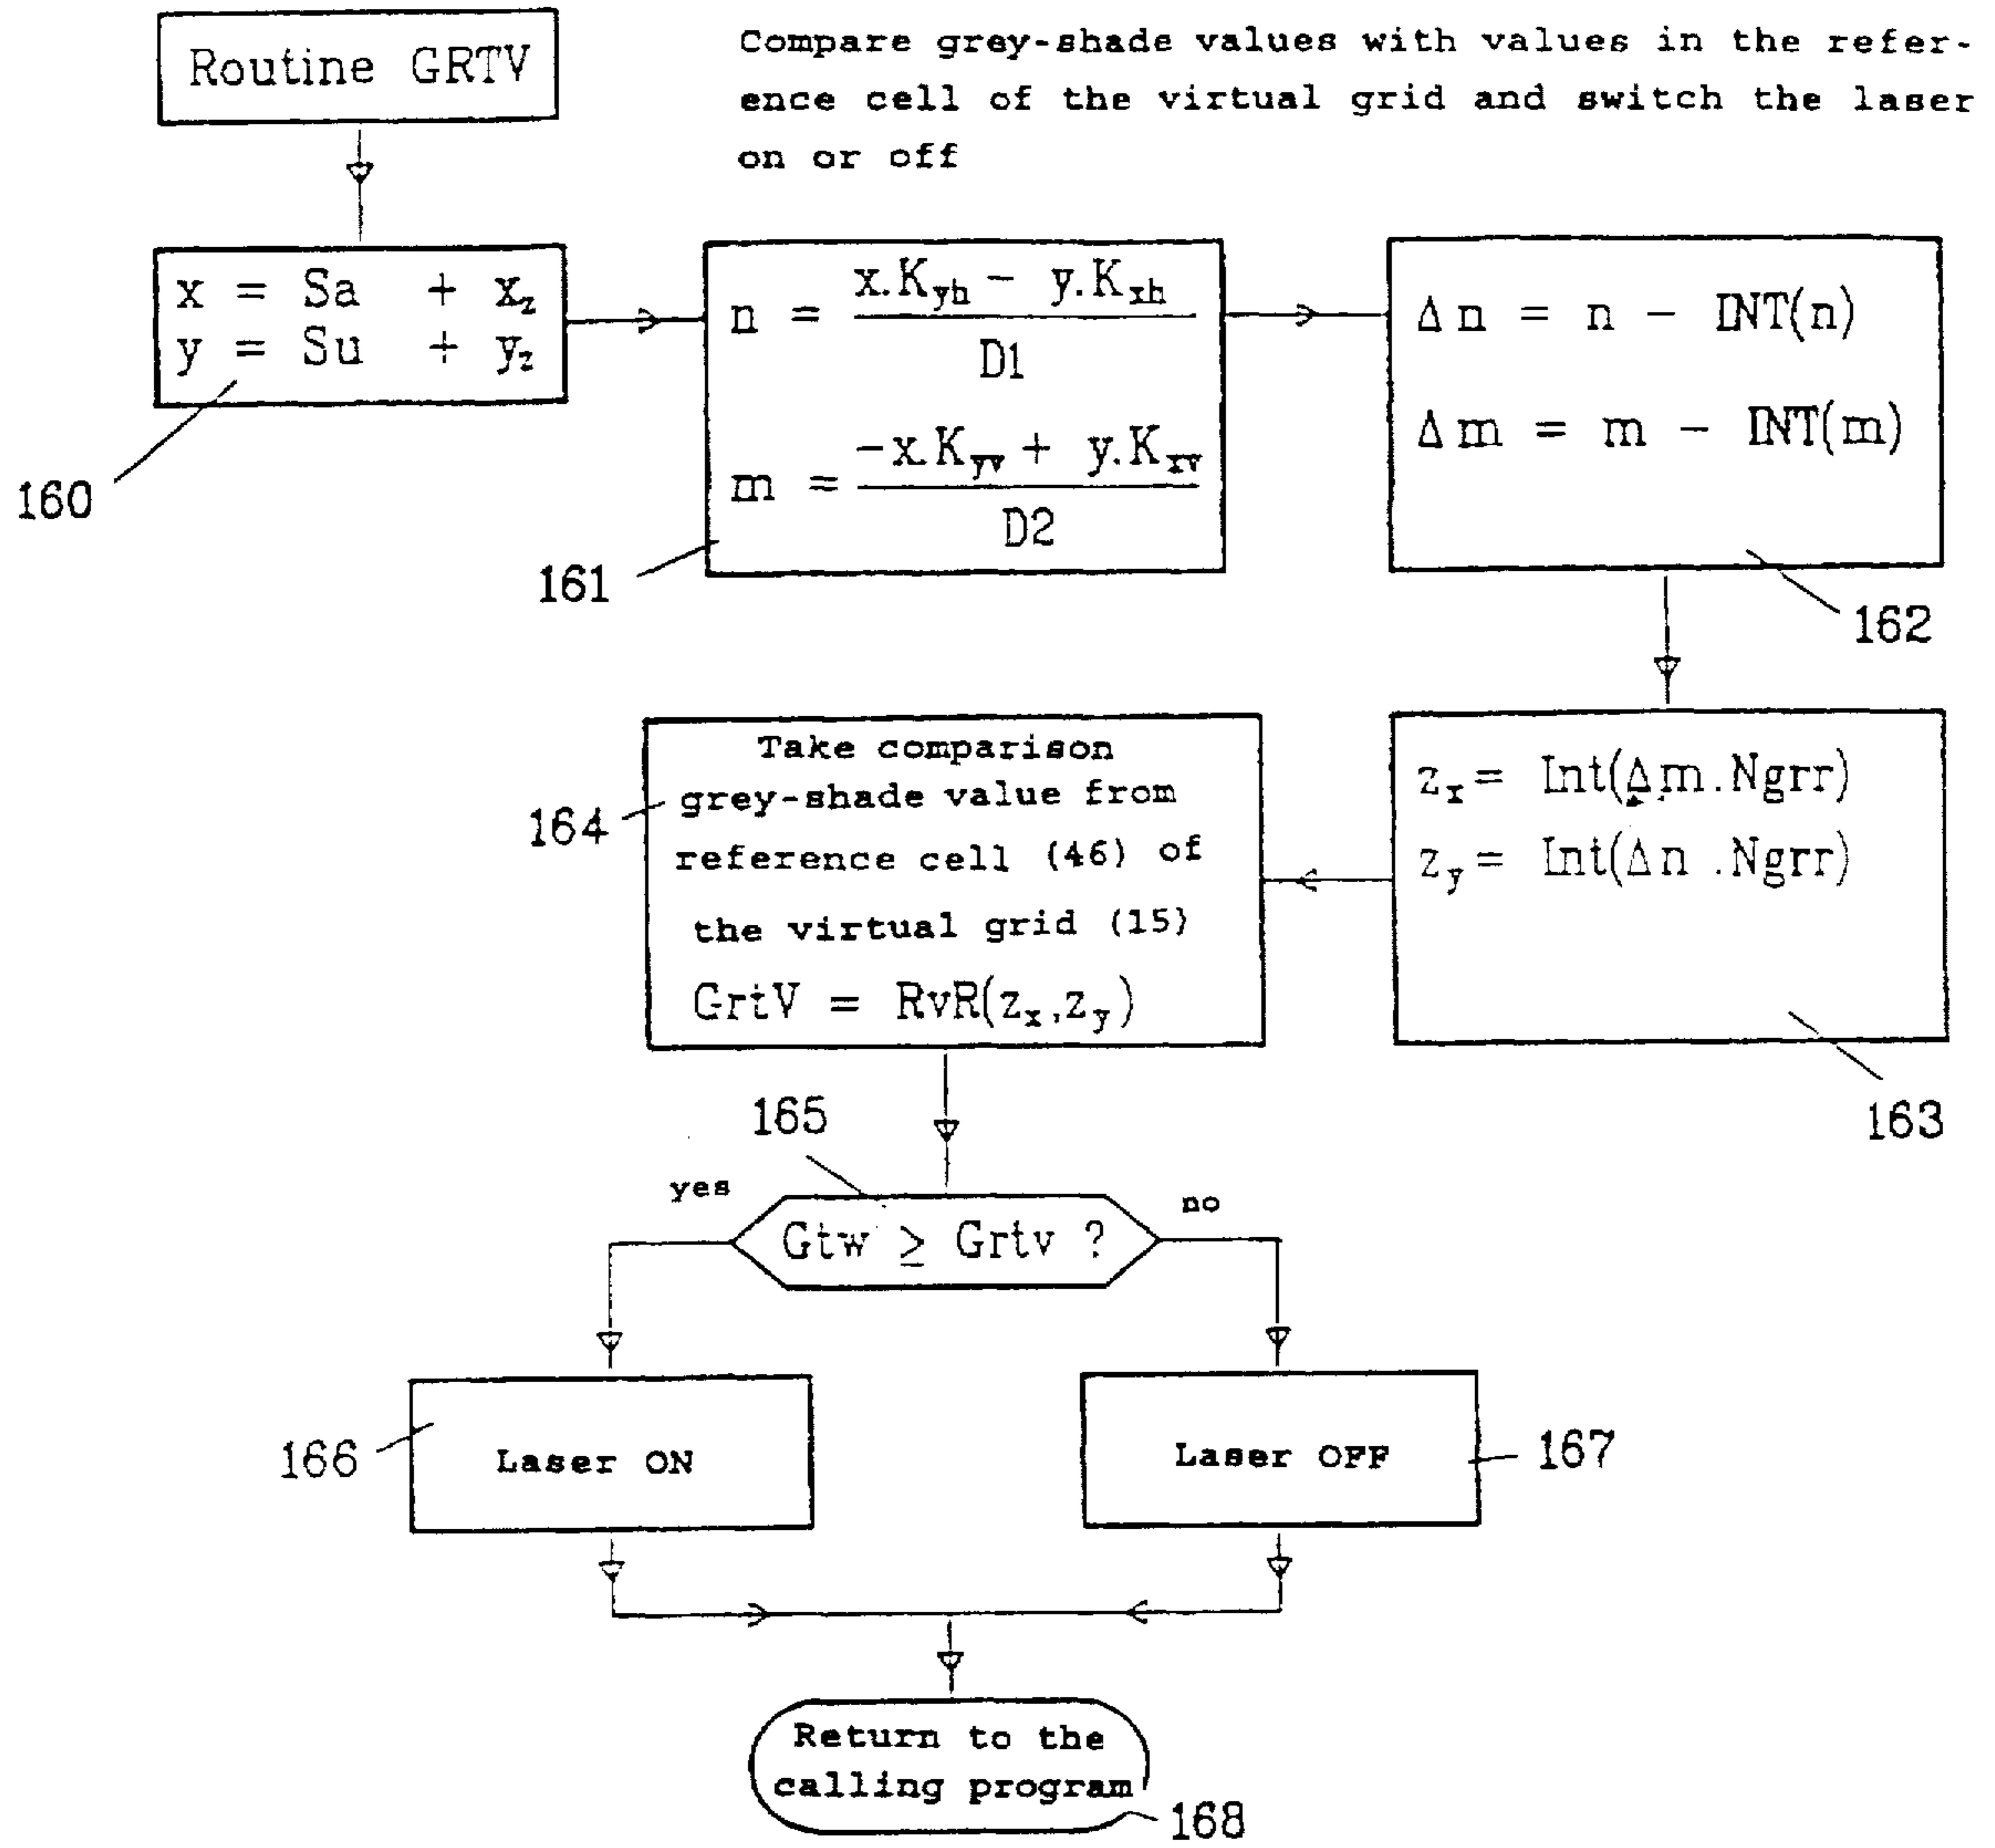 Routine GRTV
Compare grey-shade values with values in the refer-
ence cell of the virtual grid and switch the laser
on or off
x = Sa + x_z
y = Su + y_z
160
n = (x.K_yh - y.K_xh) / D1
m = (-x.K_yv + y.K_xv) / D2
161
Δn = n - INT(n)
Δm = m - INT(m)
162
z_x = Int(Δm.Ngrr)
z_y = Int(Δn .Ngrr)
163
Take comparison
grey-shade value from
reference cell (46) of
the virtual grid (15)
GrtV = RvR(z_x,z_y)
164
165
yes
no
Gtw ≥ Grtv ?
Laser ON
166
Laser OFF
167
Return to the
calling program
168